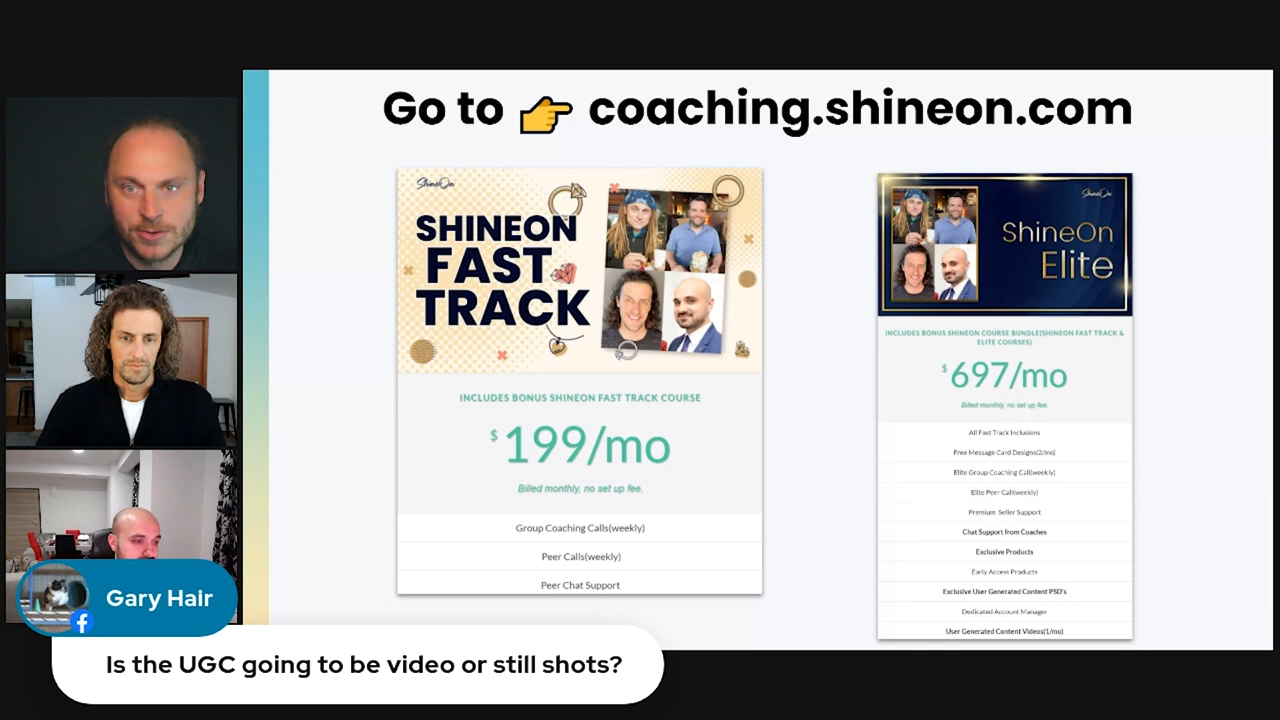 Go to 👉 coaching.shineon.com
ShineOn
SHINEON
FAST
TRACK
INCLUDES BONUS SHINEON FAST TRACK COURSE
$199/mo
Billed monthly, no set up fee.
Group Coaching Calls(weekly)
Peer Calls(weekly)
Peer Chat Support
ShineOn
ShineOn
Elite
INCLUDES BONUS SHINEON COURSE BUNDLE(SHINEON FAST TRACK &
ELITE COURSES)
$697/mo
Billed monthly, no set up fee
All Fast Track Inclusions
Free Message Card Designs(2/mo)
Elite Group Coaching Call(weekly)
Elite Peer Call(weekly)
Premium Seller Support
Chat Support from Coaches
Exclusive Products
Early Access Products
Exclusive User Generated Content PSD's
Dedicated Account Manager
User Generated Content Videos(1/mo)
Gary Hair
Is the UGC going to be video or still shots?